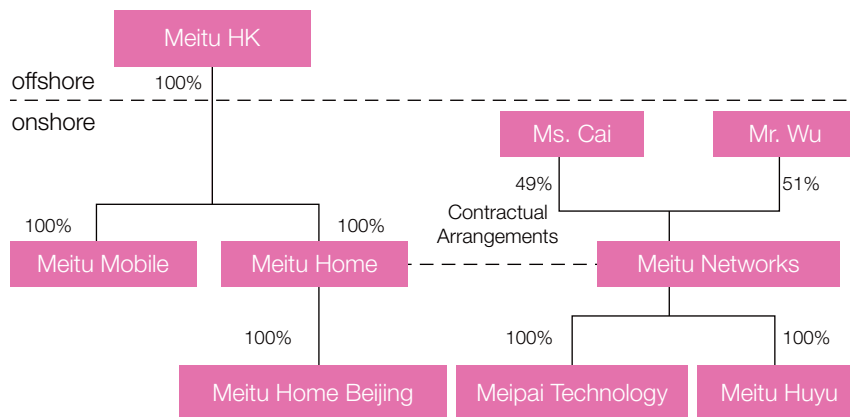 Meitu HK
100%
offshore
onshore
Ms. Cai
Mr. Wu
49%
51%
100%
100%
Contractual
Arrangements
Meitu Mobile
Meitu Home
Meitu Networks
100%
100%
100%
Meitu Home Beijing
Meipai Technology
Meitu Huyu